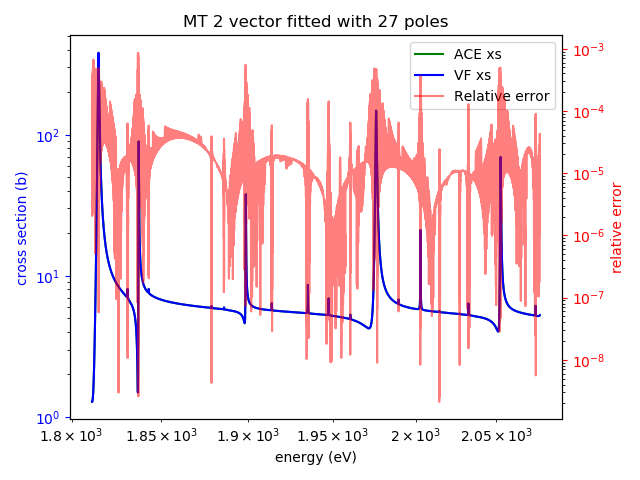 MT 2 vector fitted with 27 poles
ACE xs
VF xs
Relative error
10²
10¹
10⁰
cross section (b)
10⁻³
10⁻⁴
10⁻⁵
10⁻⁶
10⁻⁷
10⁻⁸
relative error
1.8 × 10³ 1.85 × 10³ 1.9 × 10³ 1.95 × 10³ 2 × 10³ 2.05 × 10³
energy (eV)